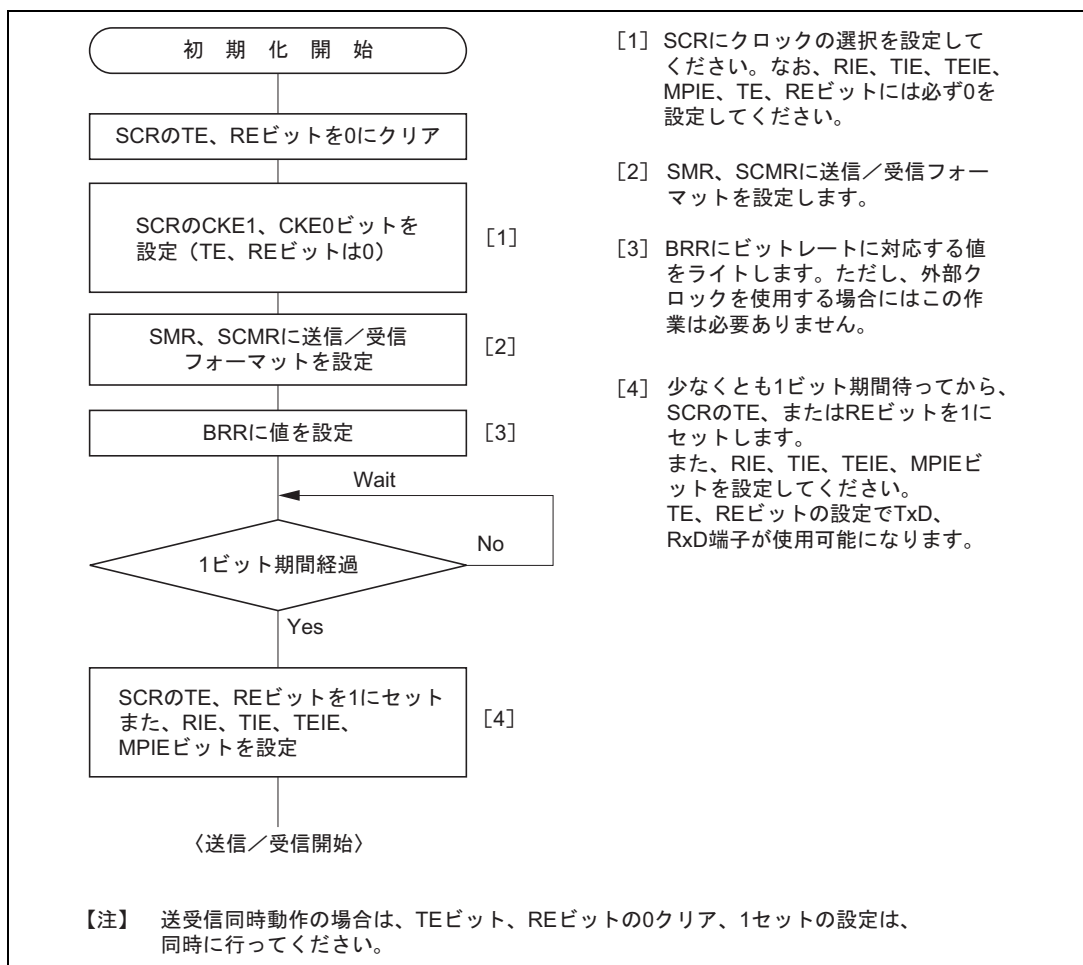 初 期 化 開 始
SCRのTE、REビットを0にクリア
SCRのCKE1、CKE0ビットを
設定（TE、REビットは0）
［1］
SMR、SCMRに送信／受信
フォーマットを設定
［2］
BRRに値を設定
［3］
Wait
1ビット期間経過
No
Yes
SCRのTE、REビットを1にセット
また、RIE、TIE、TEIE、
MPIEビットを設定
［4］
〈送信／受信開始〉
［1］ SCRにクロックの選択を設定して
ください。なお、RIE、TIE、TEIE、
MPIE、TE、REビットには必ず0を
設定してください。
［2］ SMR、SCMRに送信／受信フォー
マットを設定します。
［3］ BRRにビットレートに対応する値
をライトします。ただし、外部ク
ロックを使用する場合にはこの作
業は必要ありません。
［4］ 少なくとも1ビット期間待ってから、
SCRのTE、またはREビットを1に
セットします。
また、RIE、TIE、TEIE、MPIEビ
ットを設定してください。
TE、REビットの設定でTxD、
RxD端子が使用可能になります。
【注】 送受信同時動作の場合は、TEビット、REビットの0クリア、1セットの設定は、
同時に行ってください。